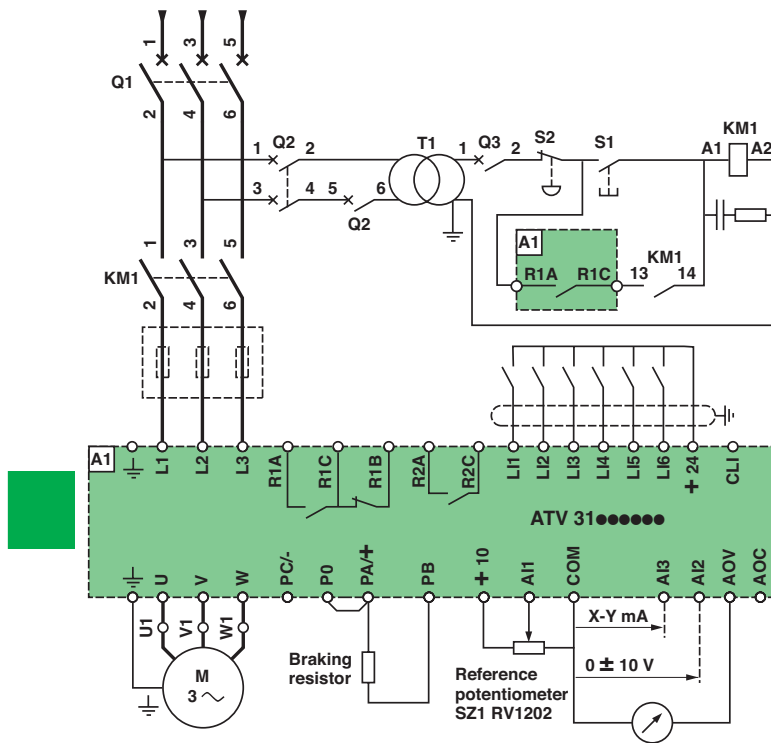 1 3 5
Q1
2 4 6
1 Q2 2
T1
1 Q3 2
S2
S1
KM1
A1 A2
3 4 5 6
Q2
A1
R1A R1C
KM1
13 14
1 3 5
KM1
2 4 6
A1
L1 L2 L3 R1A R1C R1B R2A R2C LI1 LI2 LI3 LI4 LI5 LI6 + 24 CLI
ATV 31●●●●●●
U V W PC/- P0 PA/+ PB + 10 AI1 COM AI3 AI2 AOV AOC
U1 V1 W1
X-Y mA
0 ± 10 V
M
3 ~
Braking
resistor
Reference
potentiometer
SZ1 RV1202